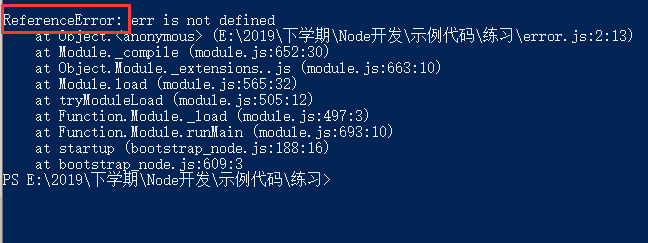 ReferenceError: err is not defined
    at Object.<anonymous> (E:\2019\下学期\Node开发\示例代码\练习\error.js:2:13)
    at Module._compile (module.js:652:30)
    at Object.Module._extensions..js (module.js:663:10)
    at Module.load (module.js:565:32)
    at tryModuleLoad (module.js:505:12)
    at Function.Module._load (module.js:497:3)
    at Function.Module.runMain (module.js:693:10)
    at startup (bootstrap_node.js:188:16)
    at bootstrap_node.js:609:3
PS E:\2019\下学期\Node开发\示例代码\练习>